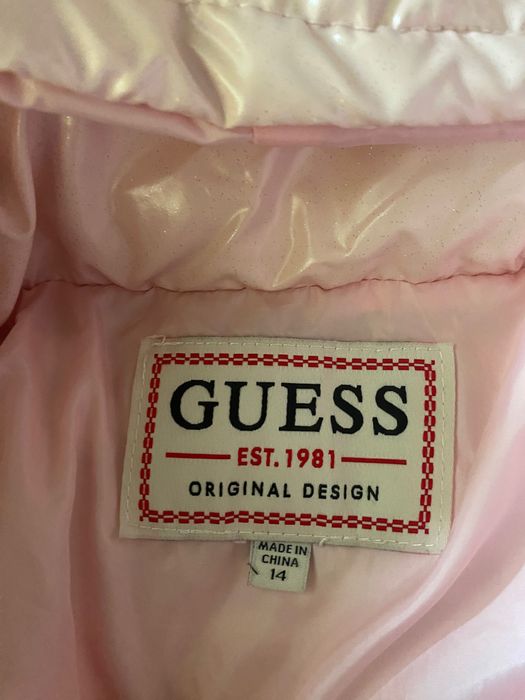 GUESS
EST. 1981
ORIGINAL DESIGN
MADE IN
CHINA
14